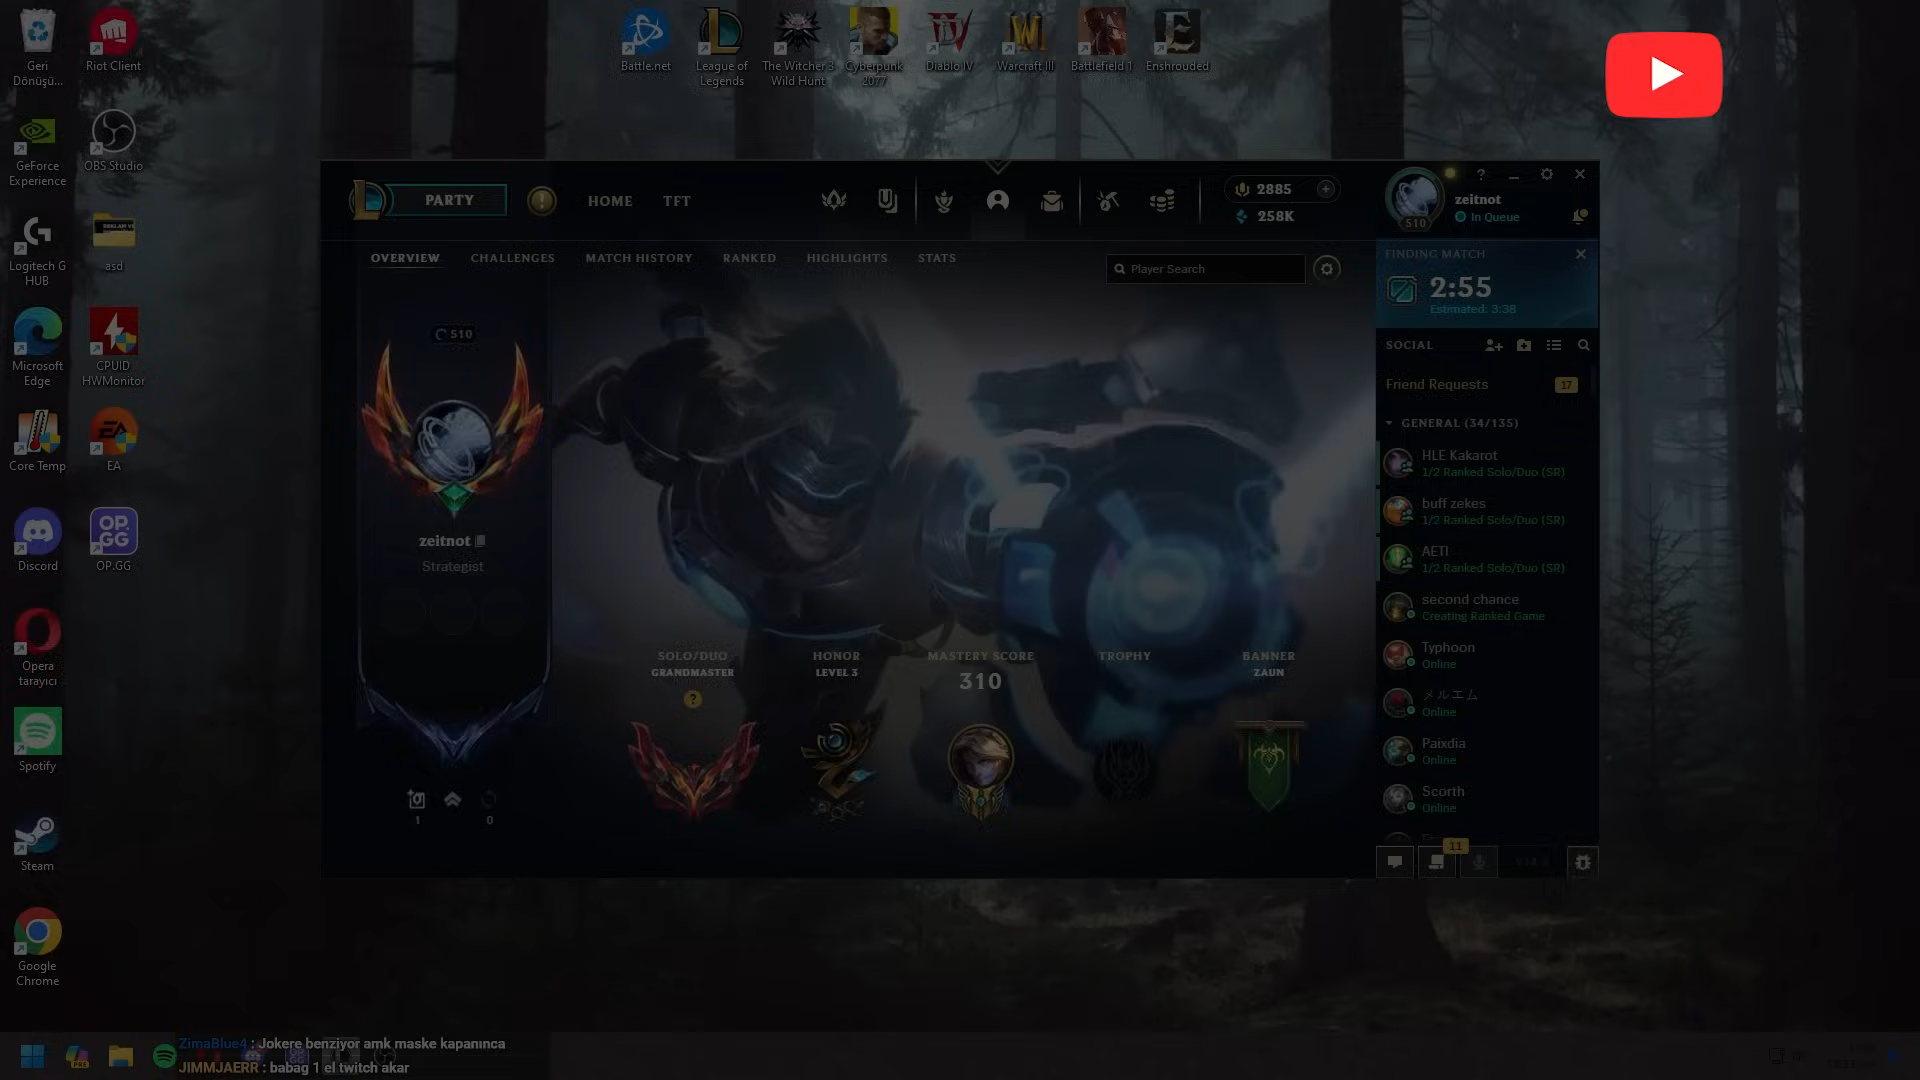 Geri
Dönüşü...
Riot Client
Battle.net
League of
Legends
The Witcher 3
Wild Hunt
Cyberpunk
2077
Diablo IV
Warcraft III
Battlefield 1
Enshrouded
GeForce
Experience
OBS Studio
Logitech G
HUB
asd
Microsoft
Edge
CPUID
HWMonitor
Core Temp
EA
EA
Discord
OP.
GG
OP.GG
Opera
tarayıcı
Spotify
Steam
Google
Chrome
PARTY
HOME
TFT
2885
258K
510
zeitnot
In Queue
OVERVIEW
CHALLENGES
MATCH HISTORY
RANKED
HIGHLIGHTS
STATS
Player Search
FINDING MATCH
2:55
Estimated: 3:38
510
zeitnot
Strategist
1
0
SOLO/DUO
GRANDMASTER
?
HONOR
LEVEL 3
MASTERY SCORE
310
TROPHY
BANNER
ZAUN
SOCIAL
Friend Requests
17
GENERAL (34/135)
HLE Kakarot
1/2 Ranked Solo/Duo (SR)
buff zekes
1/2 Ranked Solo/Duo (SR)
AETI
1/2 Ranked Solo/Duo (SR)
second chance
Creating Ranked Game
Typhoon
Online
メルエム
Online
Paixdia
Online
Scorth
Online
11
ZimaBlue4 : Jokere benziyor amk maske kapanınca
JIMMJAERR : babag 1 el twitch akar